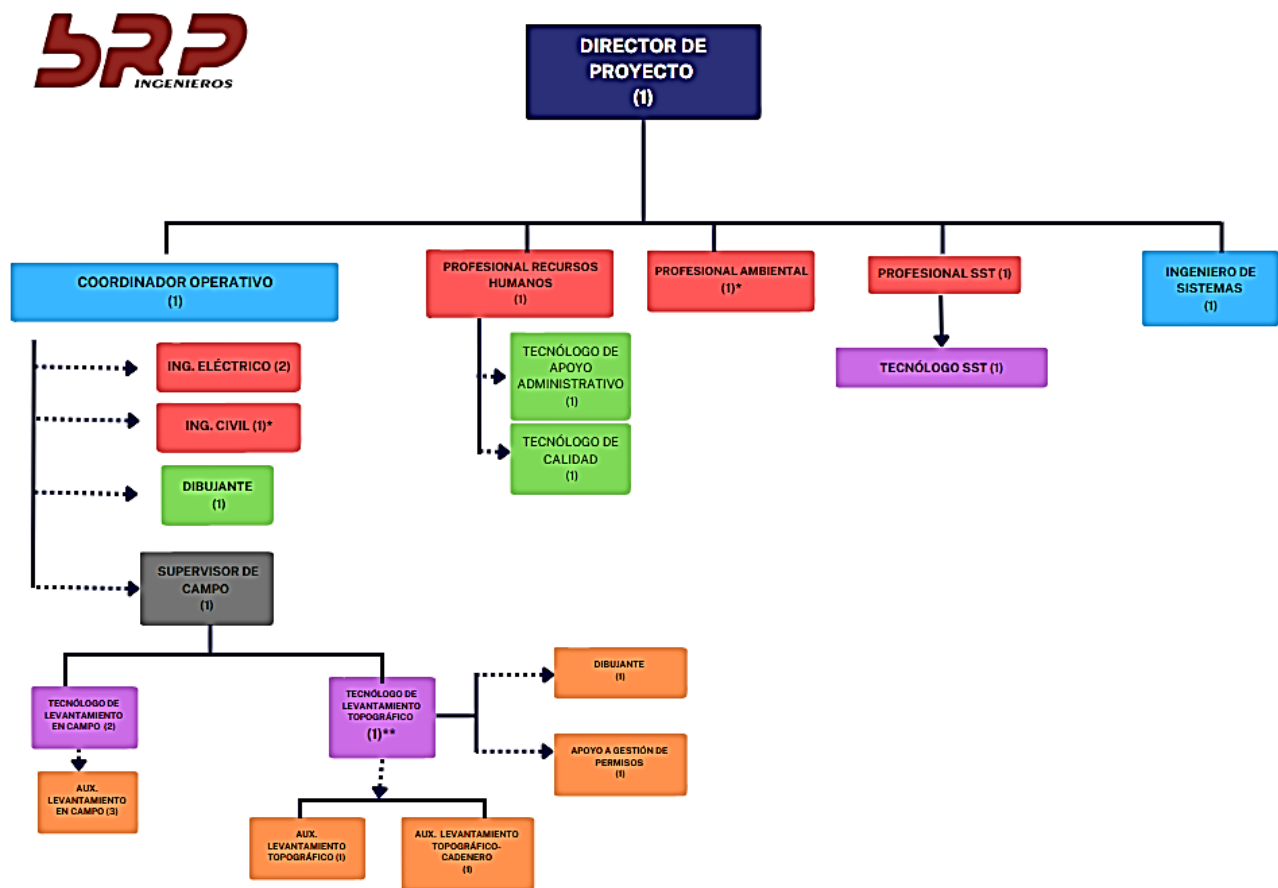 BRP
INGENIEROS
DIRECTOR DE
PROYECTO
(1)
COORDINADOR OPERATIVO
(1)
PROFESIONAL RECURSOS
HUMANOS
(1)
PROFESIONAL AMBIENTAL
(1)*
PROFESIONAL SST (1)
INGENIERO DE
SISTEMAS
(1)
ING. ELÉCTRICO (2)
ING. CIVIL (1)*
DIBUJANTE
(1)
SUPERVISOR DE
CAMPO
(1)
TECNÓLOGO DE
APOYO
ADMINISTRATIVO
(1)
TECNÓLOGO DE
CALIDAD
(1)
TECNÓLOGO SST (1)
TECNÓLOGO DE
LEVANTAMIENTO
EN CAMPO (2)
TECNÓLOGO DE
LEVANTAMIENTO
TOPOGRÁFICO
(1)**
DIBUJANTE
(1)
APOYO A GESTIÓN DE
PERMISOS
(1)
AUX.
LEVANTAMIENTO
EN CAMPO (3)
AUX.
LEVANTAMIENTO
TOPOGRÁFICO (1)
AUX. LEVANTAMIENTO
TOPOGRÁFICO-
CADENERO
(1)